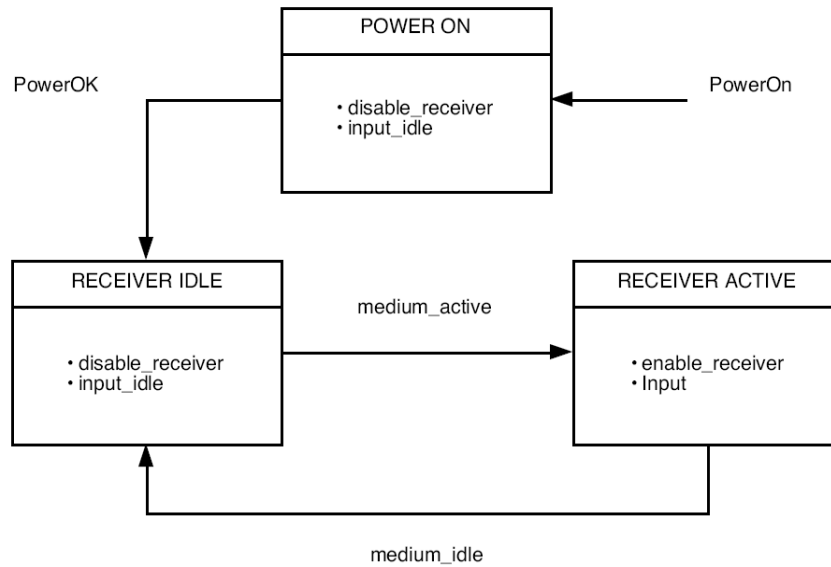 POWER ON
PowerOK
PowerOn
• disable_receiver
• input_idle
RECEIVER IDLE
RECEIVER ACTIVE
medium_active
• disable_receiver
• input_idle
• enable_receiver
• Input
medium_idle